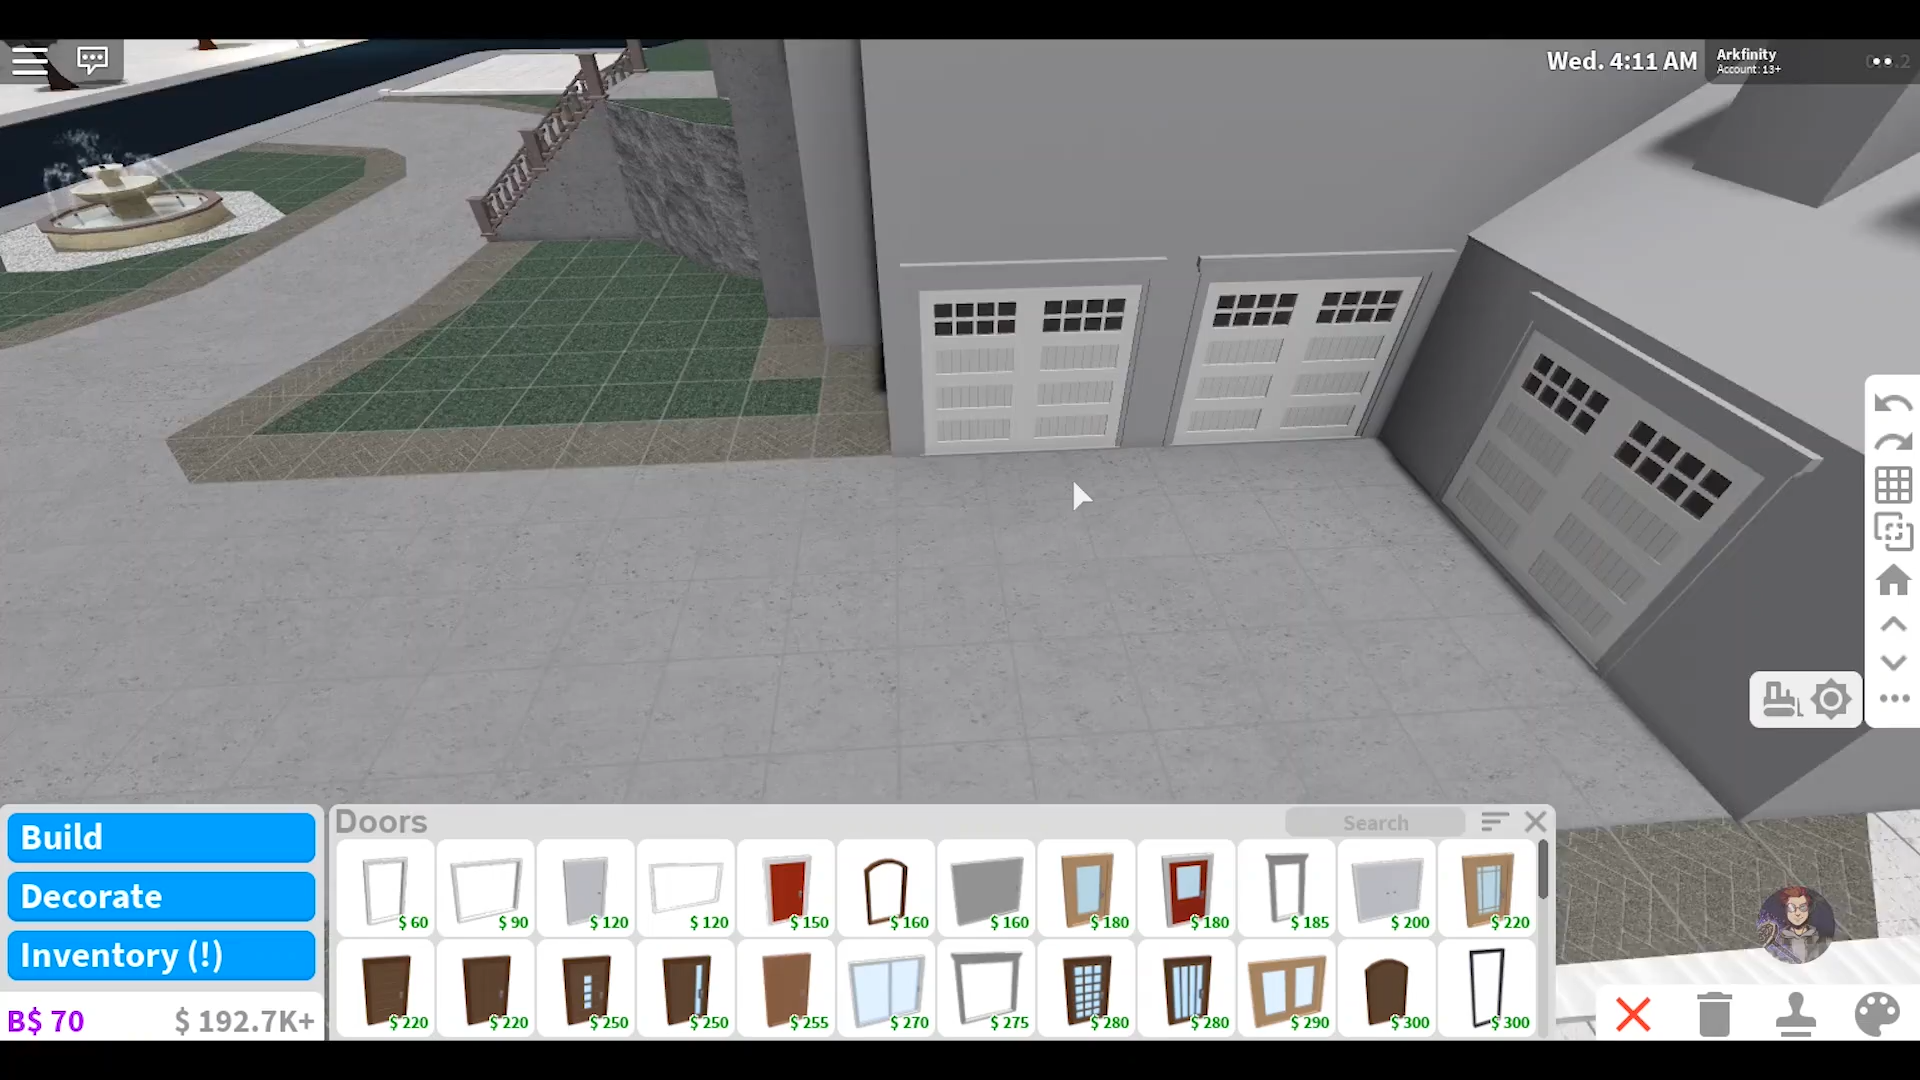 Wed. 4:11 AM
Arkfinity
Account: 13+
Build
Decorate
Inventory (!)
B$ 70
$ 192.7K+
Doors
Search
$ 60
$ 90
$ 120
$ 120
$ 150
$ 160
$ 160
$ 180
$ 180
$ 185
$ 200
$ 220
$ 220
$ 220
$ 250
$ 250
$ 255
$ 270
$ 275
$ 280
$ 280
$ 290
$ 300
$ 300